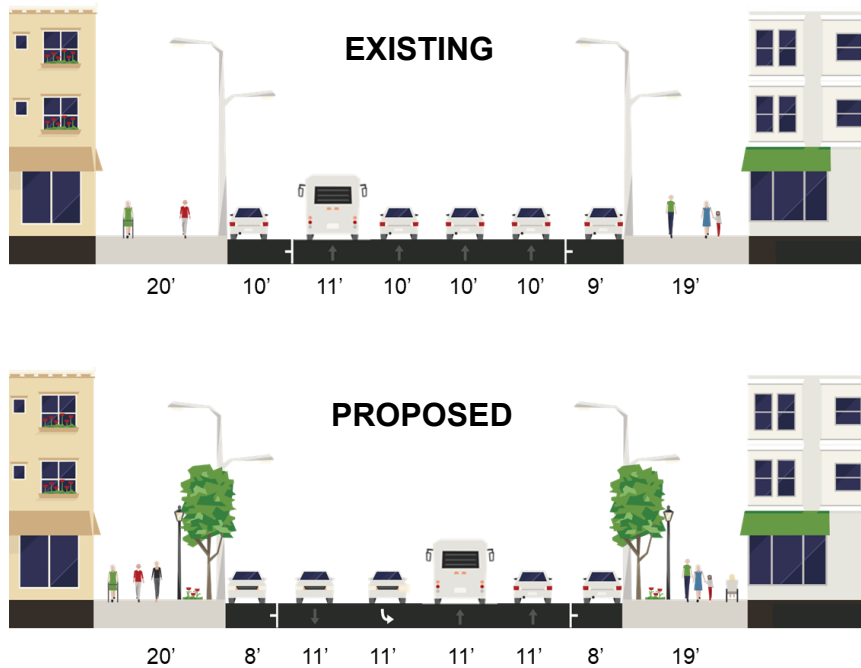 EXISTING
20’ 10’ 11’ 10’ 10’ 10’ 9’ 19’
PROPOSED
20’ 8’ 11’ 11’ 11’ 11’ 8’ 19’